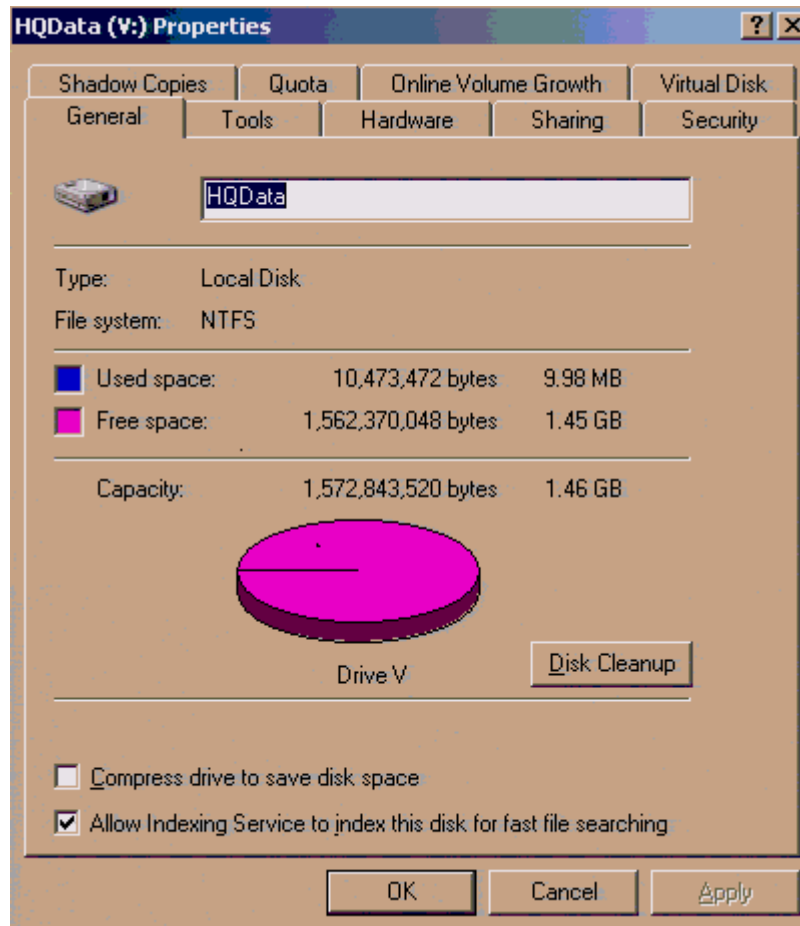 HQData (V:) Properties
? X
Shadow Copies Quota Online Volume Growth Virtual Disk
General Tools Hardware Sharing Security
HQData
Type: Local Disk
File system: NTFS
Used space: 10,473,472 bytes 9.98 MB
Free space: 1,562,370,048 bytes 1.45 GB
Capacity: 1,572,843,520 bytes 1.46 GB
Drive V
Disk Cleanup
Compress drive to save disk space
Allow Indexing Service to index this disk for fast file searching
OK Cancel Apply